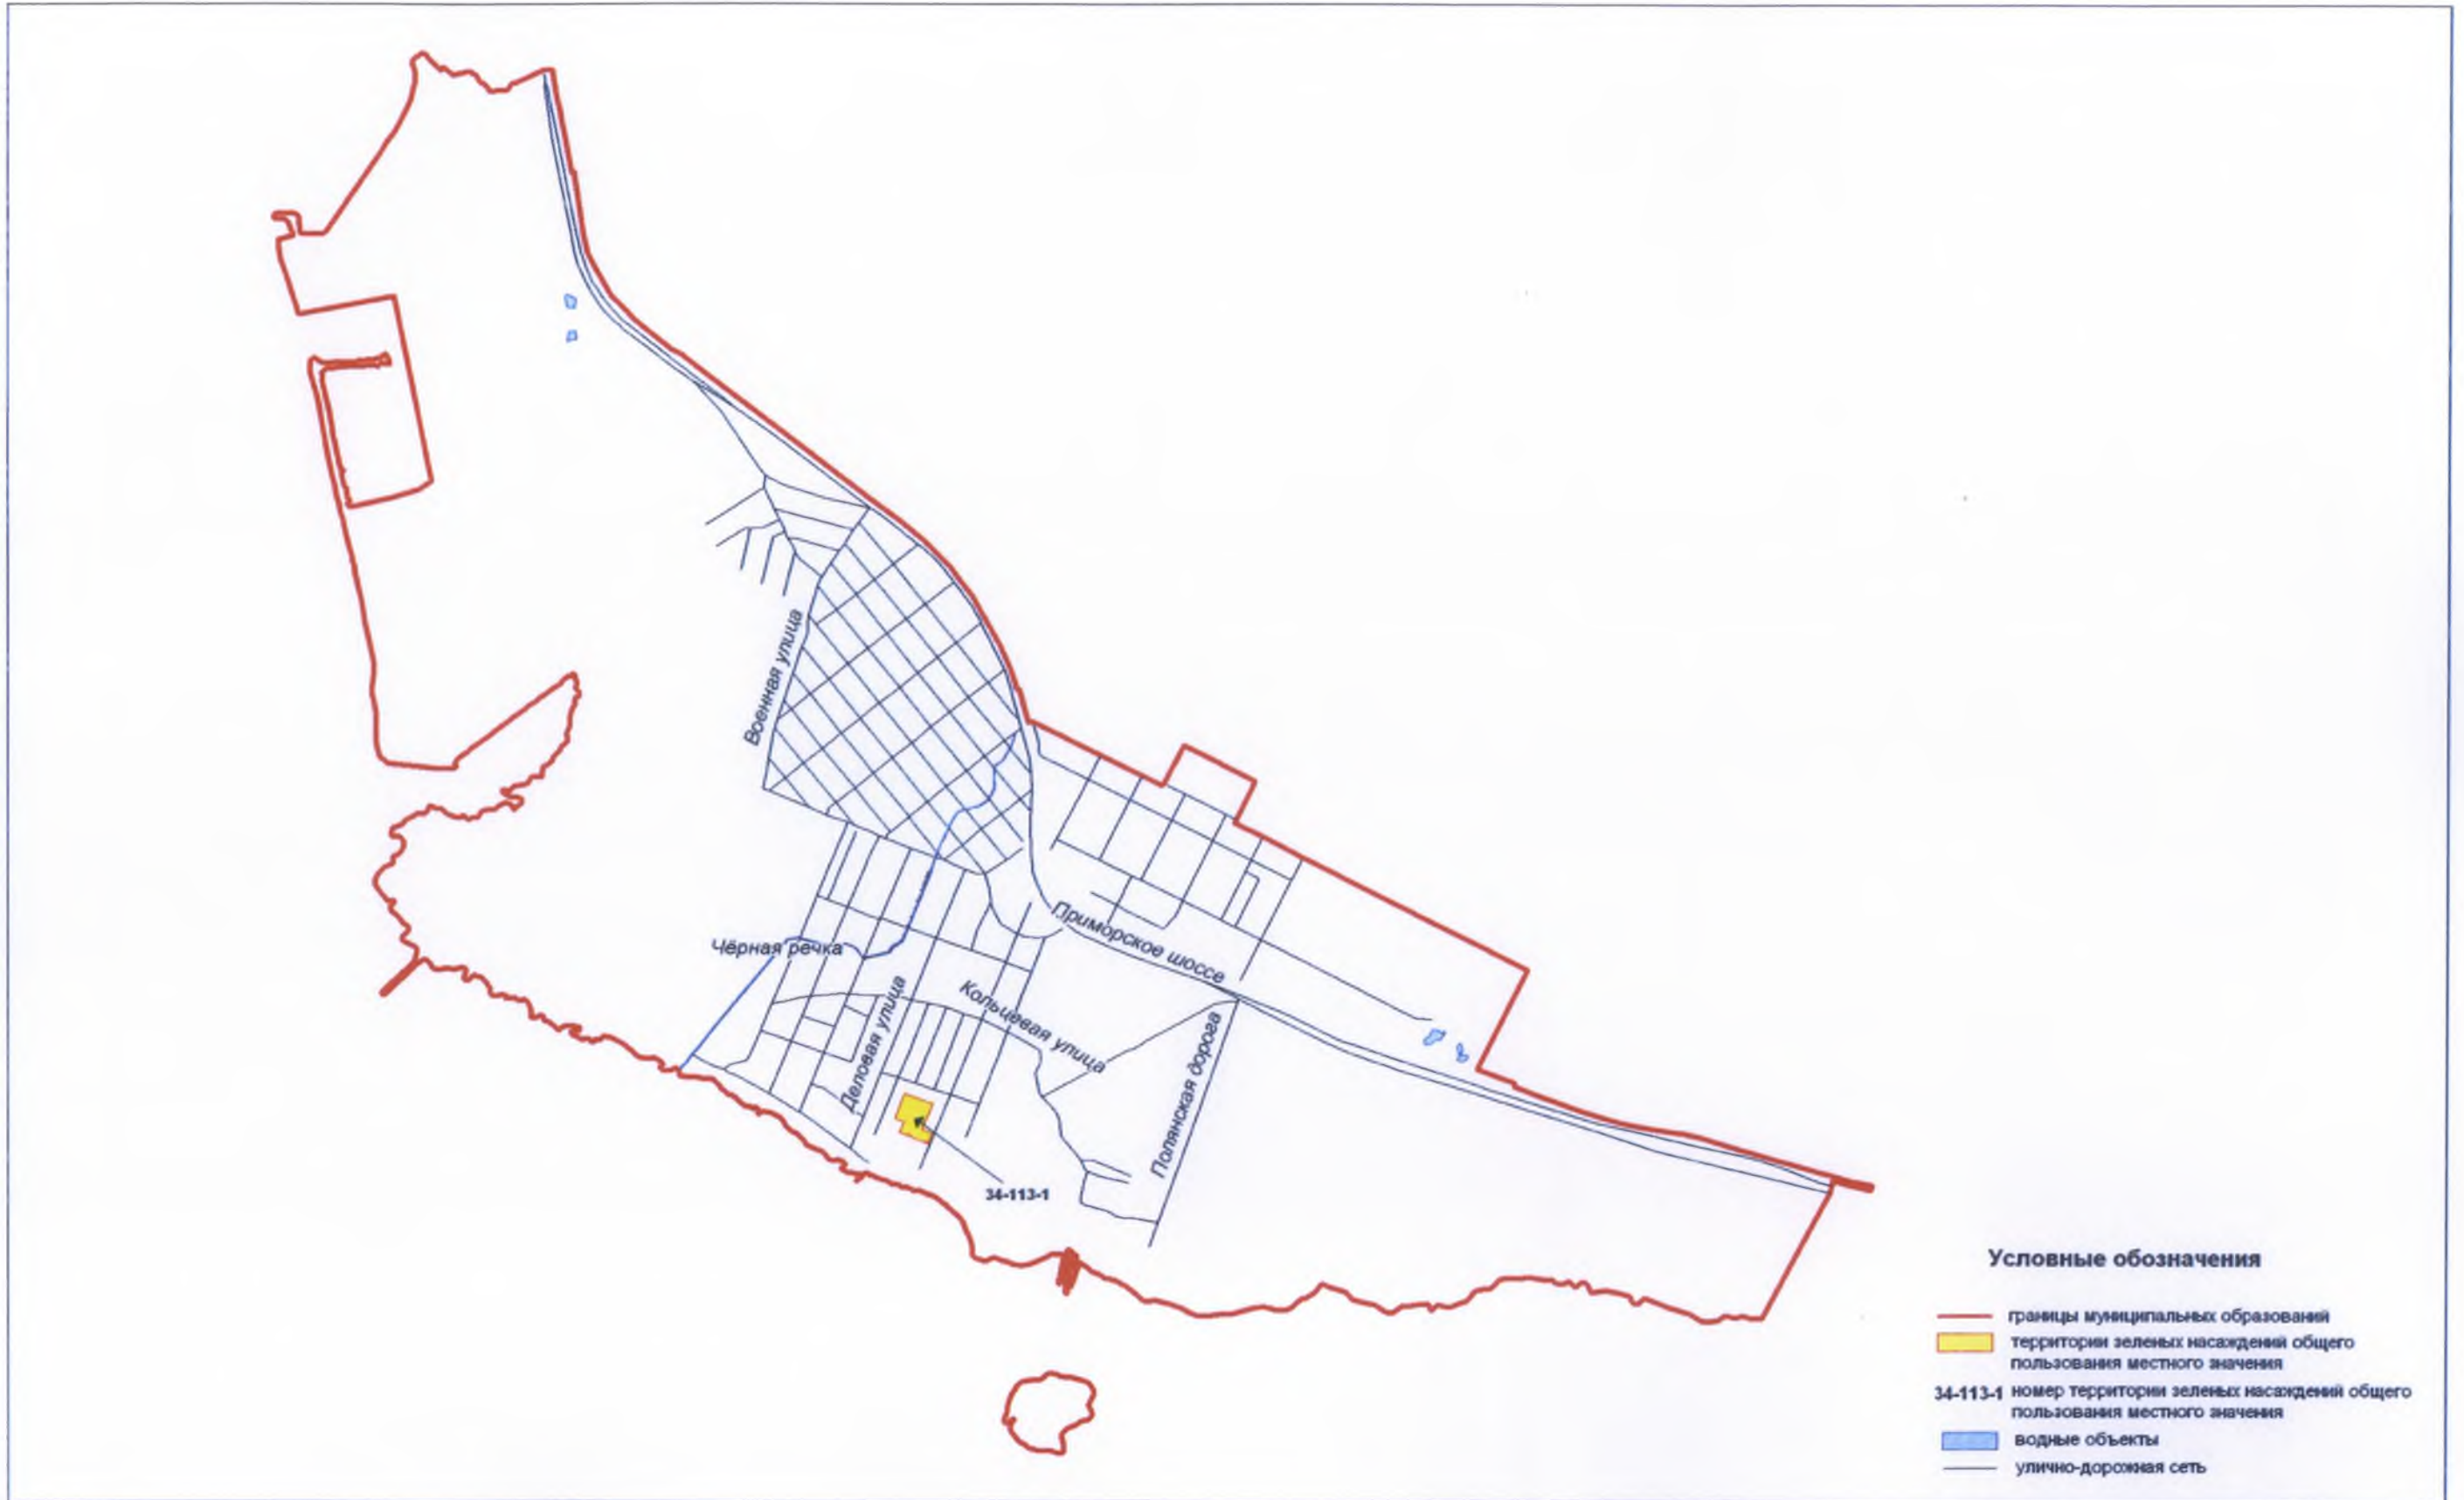 Военная улица
Чёрная речка
Приморское шоссе
Кольцевая улица
Деловая улица
Полянская дорога
34-113-1
Условные обозначения
границы муниципальных образований
территории зеленых насаждений общего
пользования местного значения
34-113-1 номер территории зеленых насаждений общего
пользования местного значения
водные объекты
улично-дорожная сеть